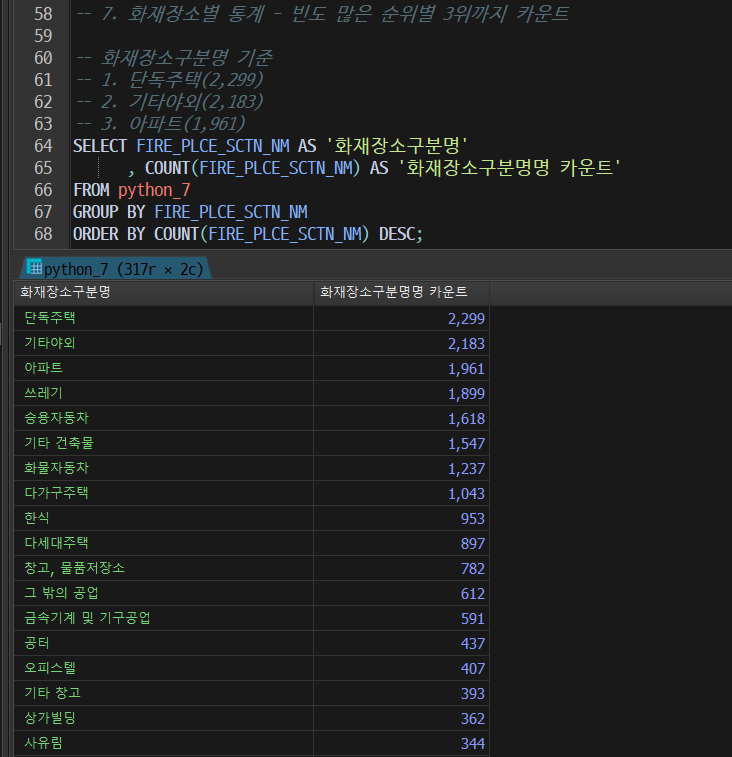 58 -- 7. 화재장소별 통계 - 빈도 많은 순위별 3위까지 카운트
59
60 -- 화재장소구분명 기준
61 -- 1. 단독주택(2,299)
62 -- 2. 기타야외(2,183)
63 -- 3. 아파트(1,961)
64 SELECT FIRE_PLCE_SCTN_NM AS '화재장소구분명'
65 , COUNT(FIRE_PLCE_SCTN_NM) AS '화재장소구분명명 카운트'
66 FROM python_7
67 GROUP BY FIRE_PLCE_SCTN_NM
68 ORDER BY COUNT(FIRE_PLCE_SCTN_NM) DESC;
python_7 (317r × 2c)
화재장소구분명 화재장소구분명명 카운트
단독주택 2,299
기타야외 2,183
아파트 1,961
쓰레기 1,899
승용자동차 1,618
기타 건축물 1,547
화물자동차 1,237
다가구주택 1,043
한식 953
다세대주택 897
창고, 물품저장소 782
그 밖의 공업 612
금속기계 및 기구공업 591
공터 437
오피스텔 407
기타 창고 393
상가빌딩 362
사유림 344